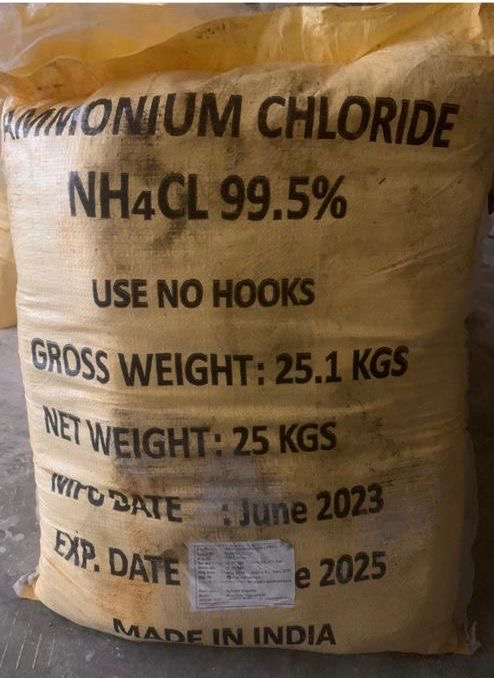 AMMONIUM CHLORIDE
NH4CL 99.5%
USE NO HOOKS
GROSS WEIGHT: 25.1 KGS
NET WEIGHT: 25 KGS
MFG DATE : June 2023
EXP. DATE e 2025
MADE IN INDIA